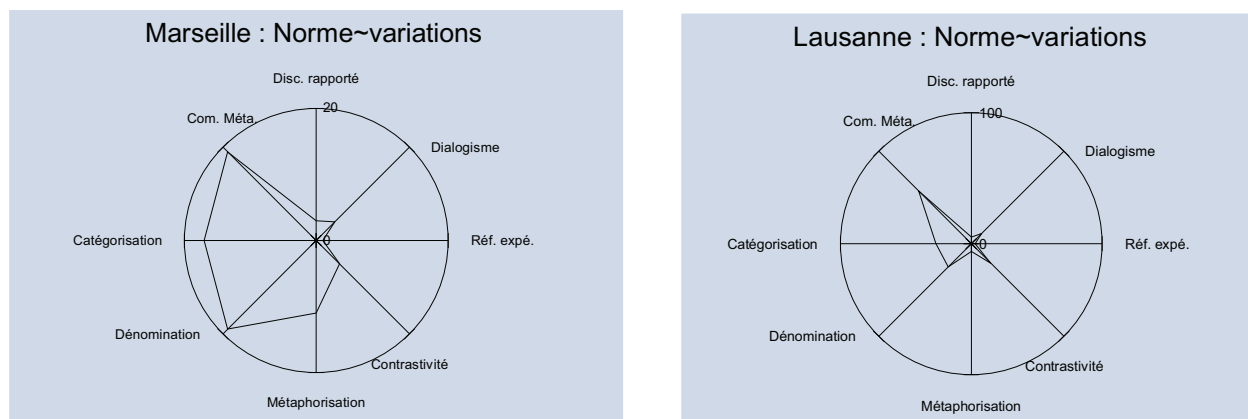 Marseille : Norme~variations
Disc. rapporté
20
Com. Méta.
Dialogisme
Catégorisation
0
Réf. expé.
Dénomination
Contrastivité
Métaphorisation
Lausanne : Norme~variations
Disc. rapporté
100
Com. Méta.
Dialogisme
Catégorisation
0
Réf. expé.
Dénomination
Contrastivité
Métaphorisation